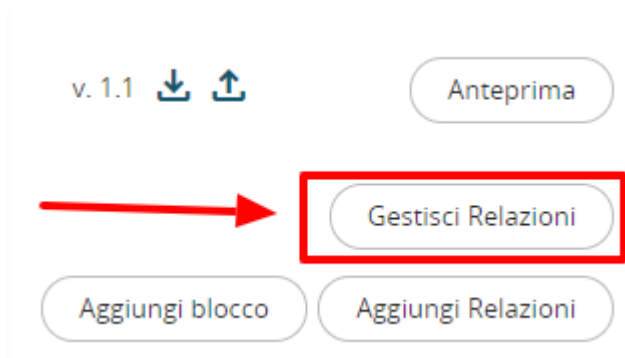 v. 1.1 Anteprima
Gestisci Relazioni
Aggiungi blocco Aggiungi Relazioni